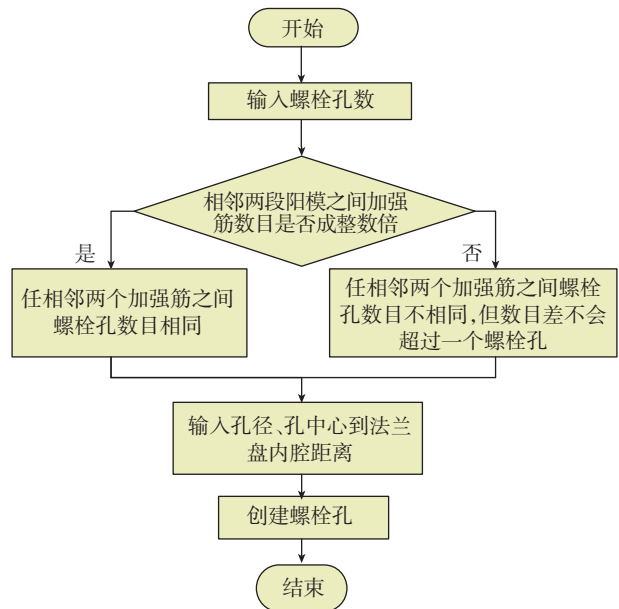 开始
输入螺栓孔数
相邻两段阳模之间加强
筋数目是否成整数倍
是
否
任相邻两个加强筋之间
螺栓孔数目相同
任相邻两个加强筋之间螺栓
孔数目不相同,但数目差不会
超过一个螺栓孔
输入孔径、孔中心到法兰
盘内腔距离
创建螺栓孔
结束